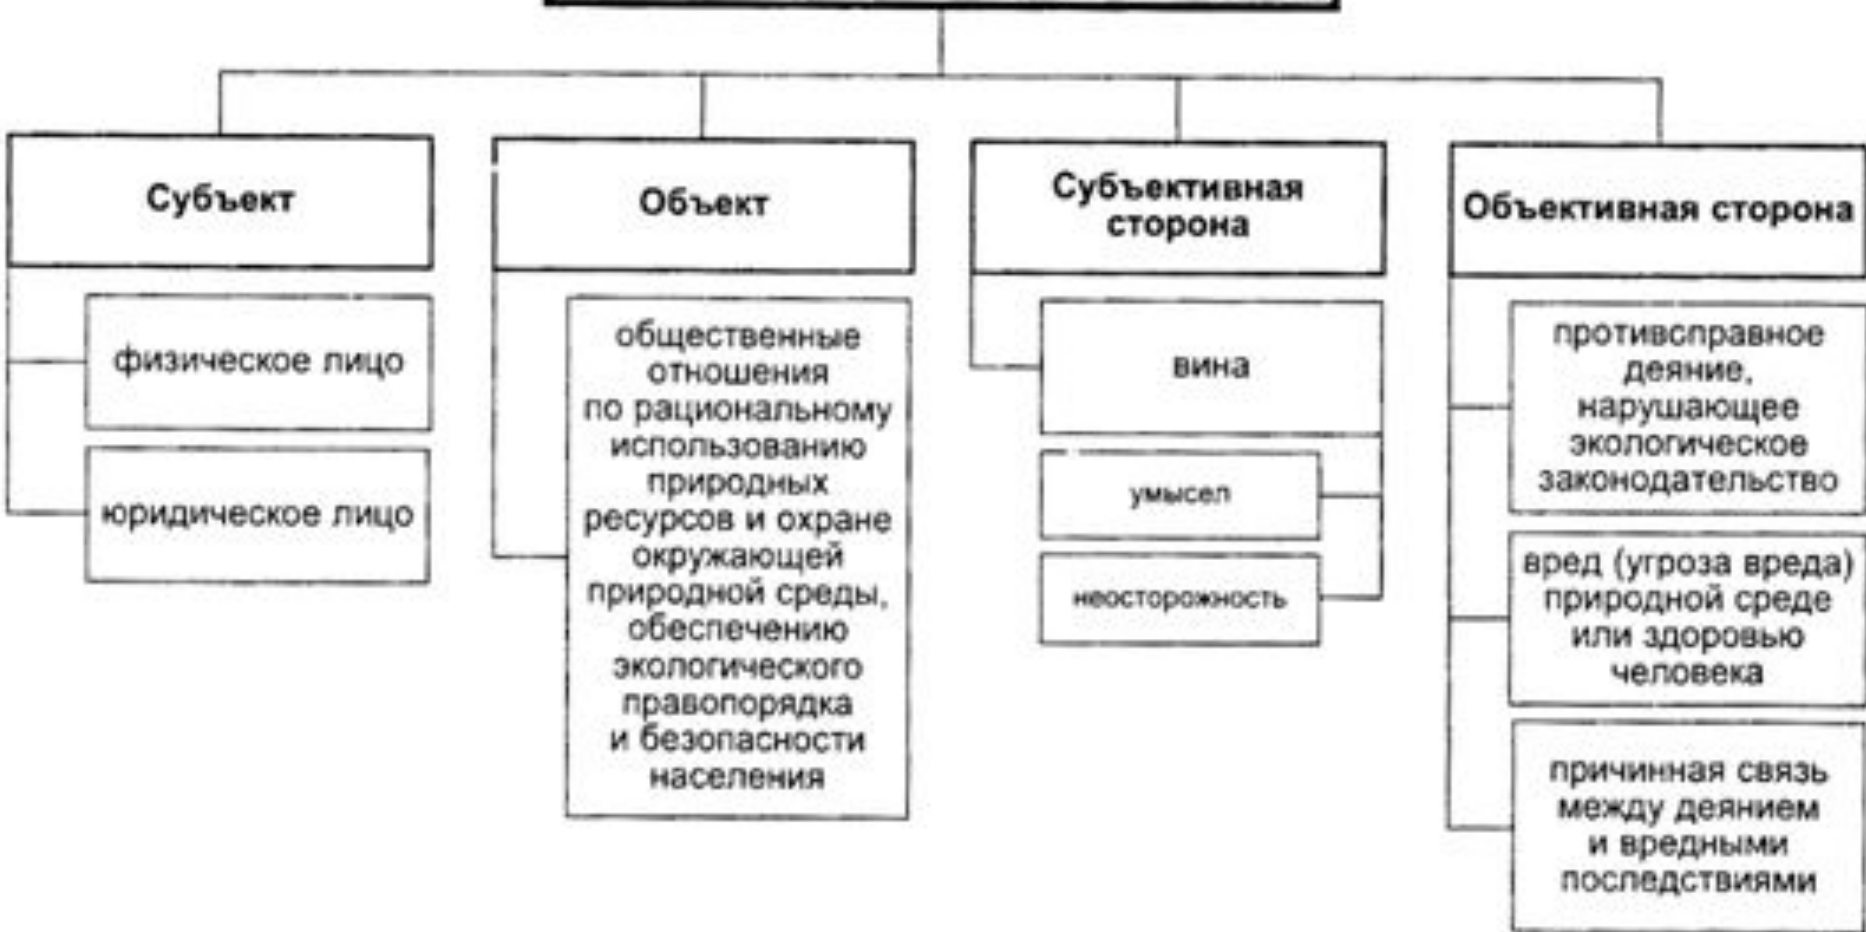 Субъект
физическое лицо
юридическое лицо
Объект
общественные
отношения
по рациональному
использованию
природных
ресурсов и охране
окружающей
природной среды,
обеспечению
экологического
правопорядка
и безопасности
населения
Субъективная
сторона
вина
умысел
неосторожность
Объективная сторона
противоправное
деяние,
нарушающее
экологическое
законодательство
вред (угроза вреда)
природной среде
или здоровью
человека
причинная связь
между деянием
и вредными
последствиями